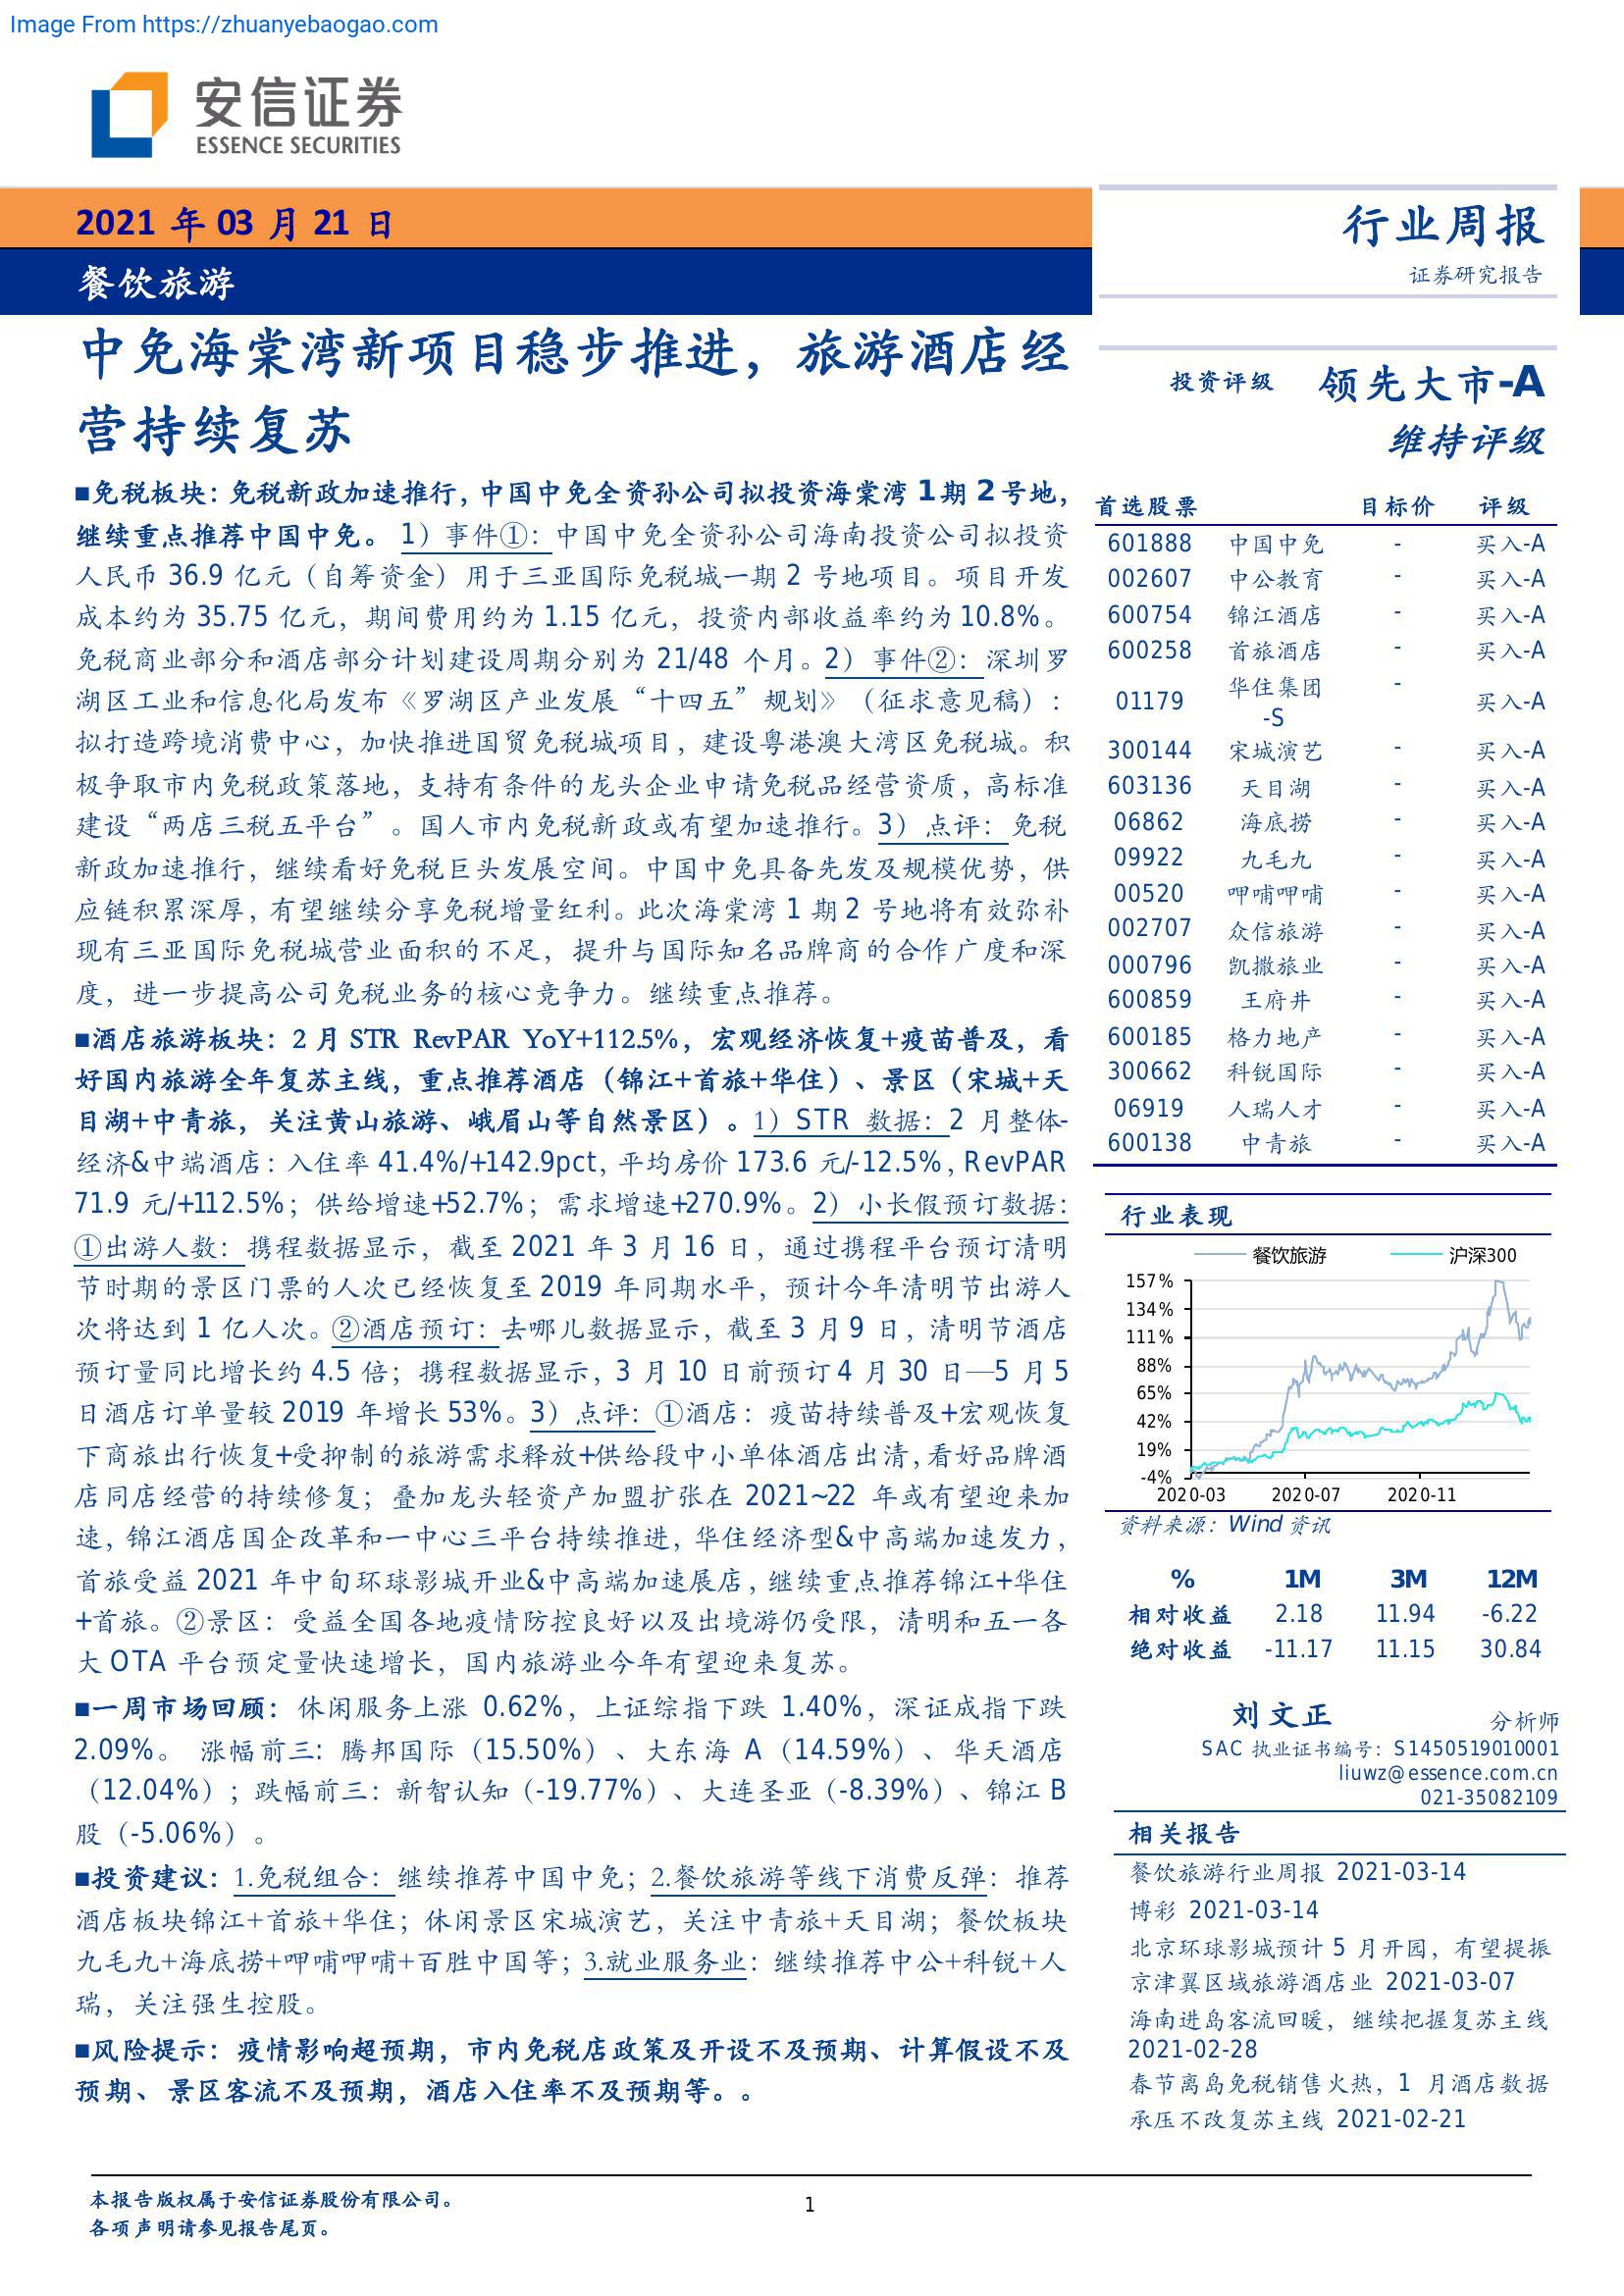 Image From https://zhuanyebaogao.com
安信证券
ESSENCE SECURITIES
2021 年 03 月 21 日
餐饮旅游
行业周报
证券研究报告
中免海棠湾新项目稳步推进，旅游酒店经
营持续复苏
■免税板块：免税新政加速推行，中国中免全资孙公司拟投资海棠湾 1 期 2 号地，
继续重点推荐中国中免。1）事件①：中国中免全资孙公司海南投资公司拟投资
人民币 36.9 亿元（自筹资金）用于三亚国际免税城一期 2 号地项目。项目开发
成本约为 35.75 亿元，期间费用约为 1.15 亿元，投资内部收益率约为 10.8%。
免税商业部分和酒店部分计划建设周期分别为 21/48 个月。2）事件②：深圳罗
湖区工业和信息化局发布《罗湖区产业发展“十四五”规划》（征求意见稿）：
拟打造跨境消费中心，加快推进国贸免税城项目，建设粤港澳大湾区免税城。积
极争取市内免税政策落地，支持有条件的龙头企业申请免税品经营资质，高标准
建设“两店三税五平台”。国人市内免税新政或有望加速推行。3）点评：免税
新政加速推行，继续看好免税巨头发展空间。中国中免具备先发及规模优势，供
应链积累深厚，有望继续分享免税增量红利。此次海棠湾 1 期 2 号地将有效弥补
现有三亚国际免税城营业面积的不足，提升与国际知名品牌商的合作广度和深
度，进一步提高公司免税业务的核心竞争力。继续重点推荐。
■酒店旅游板块：2 月 STR RevPAR YoY+112.5%，宏观经济恢复+疫苗普及，看
好国内旅游全年复苏主线，重点推荐酒店（锦江+首旅+华住）、景区（宋城+天
目湖+中青旅，关注黄山旅游、峨眉山等自然景区）。1）STR 数据：2 月整体-
经济&中端酒店：入住率 41.4%/+142.9pct，平均房价 173.6 元/-12.5%，RevPAR
71.9 元/+112.5%；供给增速+52.7%；需求增速+270.9%。2）小长假预订数据：
①出游人数：携程数据显示，截至 2021 年 3 月 16 日，通过携程平台预订清明
节时期的景区门票的人次已经恢复至 2019 年同期水平，预计今年清明节出游人
次将达到 1 亿人次。②酒店预订：去哪儿数据显示，截至 3 月 9 日，清明节酒店
预订量同比增长约 4.5 倍；携程数据显示，3 月 10 日前预订 4 月 30 日—5 月 5
日酒店订单量较 2019 年增长 53%。3）点评：①酒店：疫苗持续普及+宏观恢复
下商旅出行恢复+受抑制的旅游需求释放+供给段中小单体酒店出清，看好品牌酒
店同店经营的持续修复；叠加龙头轻资产加盟扩张在 2021~22 年或有望迎来加
速，锦江酒店国企改革和一中心三平台持续推进，华住经济型&中高端加速发力，
首旅受益 2021 年中旬环球影城开业&中高端加速展店，继续重点推荐锦江+华住
+首旅。②景区：受益全国各地疫情防控良好以及出境游仍受限，清明和五一各
大 OTA 平台预定量快速增长，国内旅游业今年有望迎来复苏。
■一周市场回顾：休闲服务上涨 0.62%，上证综指下跌 1.40%，深证成指下跌
2.09%。 涨幅前三：腾邦国际（15.50%）、大东海 A（14.59%）、华天酒店
（12.04%）；跌幅前三：新智认知（-19.77%）、大连圣亚（-8.39%）、锦江 B
股（-5.06%）。
■投资建议：1.免税组合：继续推荐中国中免；2.餐饮旅游等线下消费反弹：推荐
酒店板块锦江+首旅+华住；休闲景区宋城演艺，关注中青旅+天目湖；餐饮板块
九毛九+海底捞+呷哺呷哺+百胜中国等；3.就业服务业：继续推荐中公+科锐+人
瑞，关注强生控股。
■风险提示：疫情影响超预期，市内免税店政策及开设不及预期、计算假设不及
预期、景区客流不及预期，酒店入住率不及预期等。。
投资评级 领先大市-A
维持评级
首选股票 目标价 评级
601888 中国中免 - 买入-A
002607 中公教育 - 买入-A
600754 锦江酒店 - 买入-A
600258 首旅酒店 - 买入-A
01179 华住集团 - 买入-A
-S
300144 宋城演艺 - 买入-A
603136 天目湖 - 买入-A
06862 海底捞 - 买入-A
09922 九毛九 - 买入-A
00520 呷哺呷哺 - 买入-A
002707 众信旅游 - 买入-A
000796 凯撒旅业 - 买入-A
600859 王府井 - 买入-A
600185 格力地产 - 买入-A
300662 科锐国际 - 买入-A
06919 人瑞人才 - 买入-A
600138 中青旅 - 买入-A
行业表现
餐饮旅游 沪深300
157%
134%
111%
88%
65%
42%
19%
-4%
2020-03 2020-07 2020-11
资料来源：Wind 资讯
% 1M 3M 12M
相对收益 2.18 11.94 -6.22
绝对收益 -11.17 11.15 30.84
刘文正 分析师
SAC 执业证书编号：S1450519010001
liuwz@essence.com.cn
021-35082109
相关报告
餐饮旅游行业周报 2021-03-14
博彩 2021-03-14
北京环球影城预计 5 月开园，有望提振
京津翼区域旅游酒店业 2021-03-07
海南进岛客流回暖，继续把握复苏主线
2021-02-28
春节离岛免税销售火热，1 月酒店数据
承压不改复苏主线 2021-02-21
本报告版权属于安信证券股份有限公司。
各项声明请参见报告尾页。
1